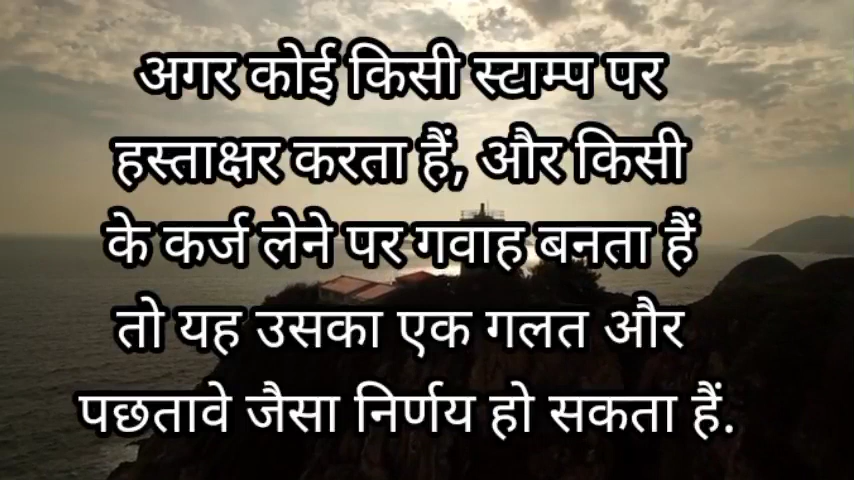 अगर कोई किसी स्टाम्प पर
हस्ताक्षर करता हैं, और किसी
के कर्ज लेने पर गवाह बनता हैं
तो यह उसका एक गलत और
पछतावे जैसा निर्णय हो सकता हैं.